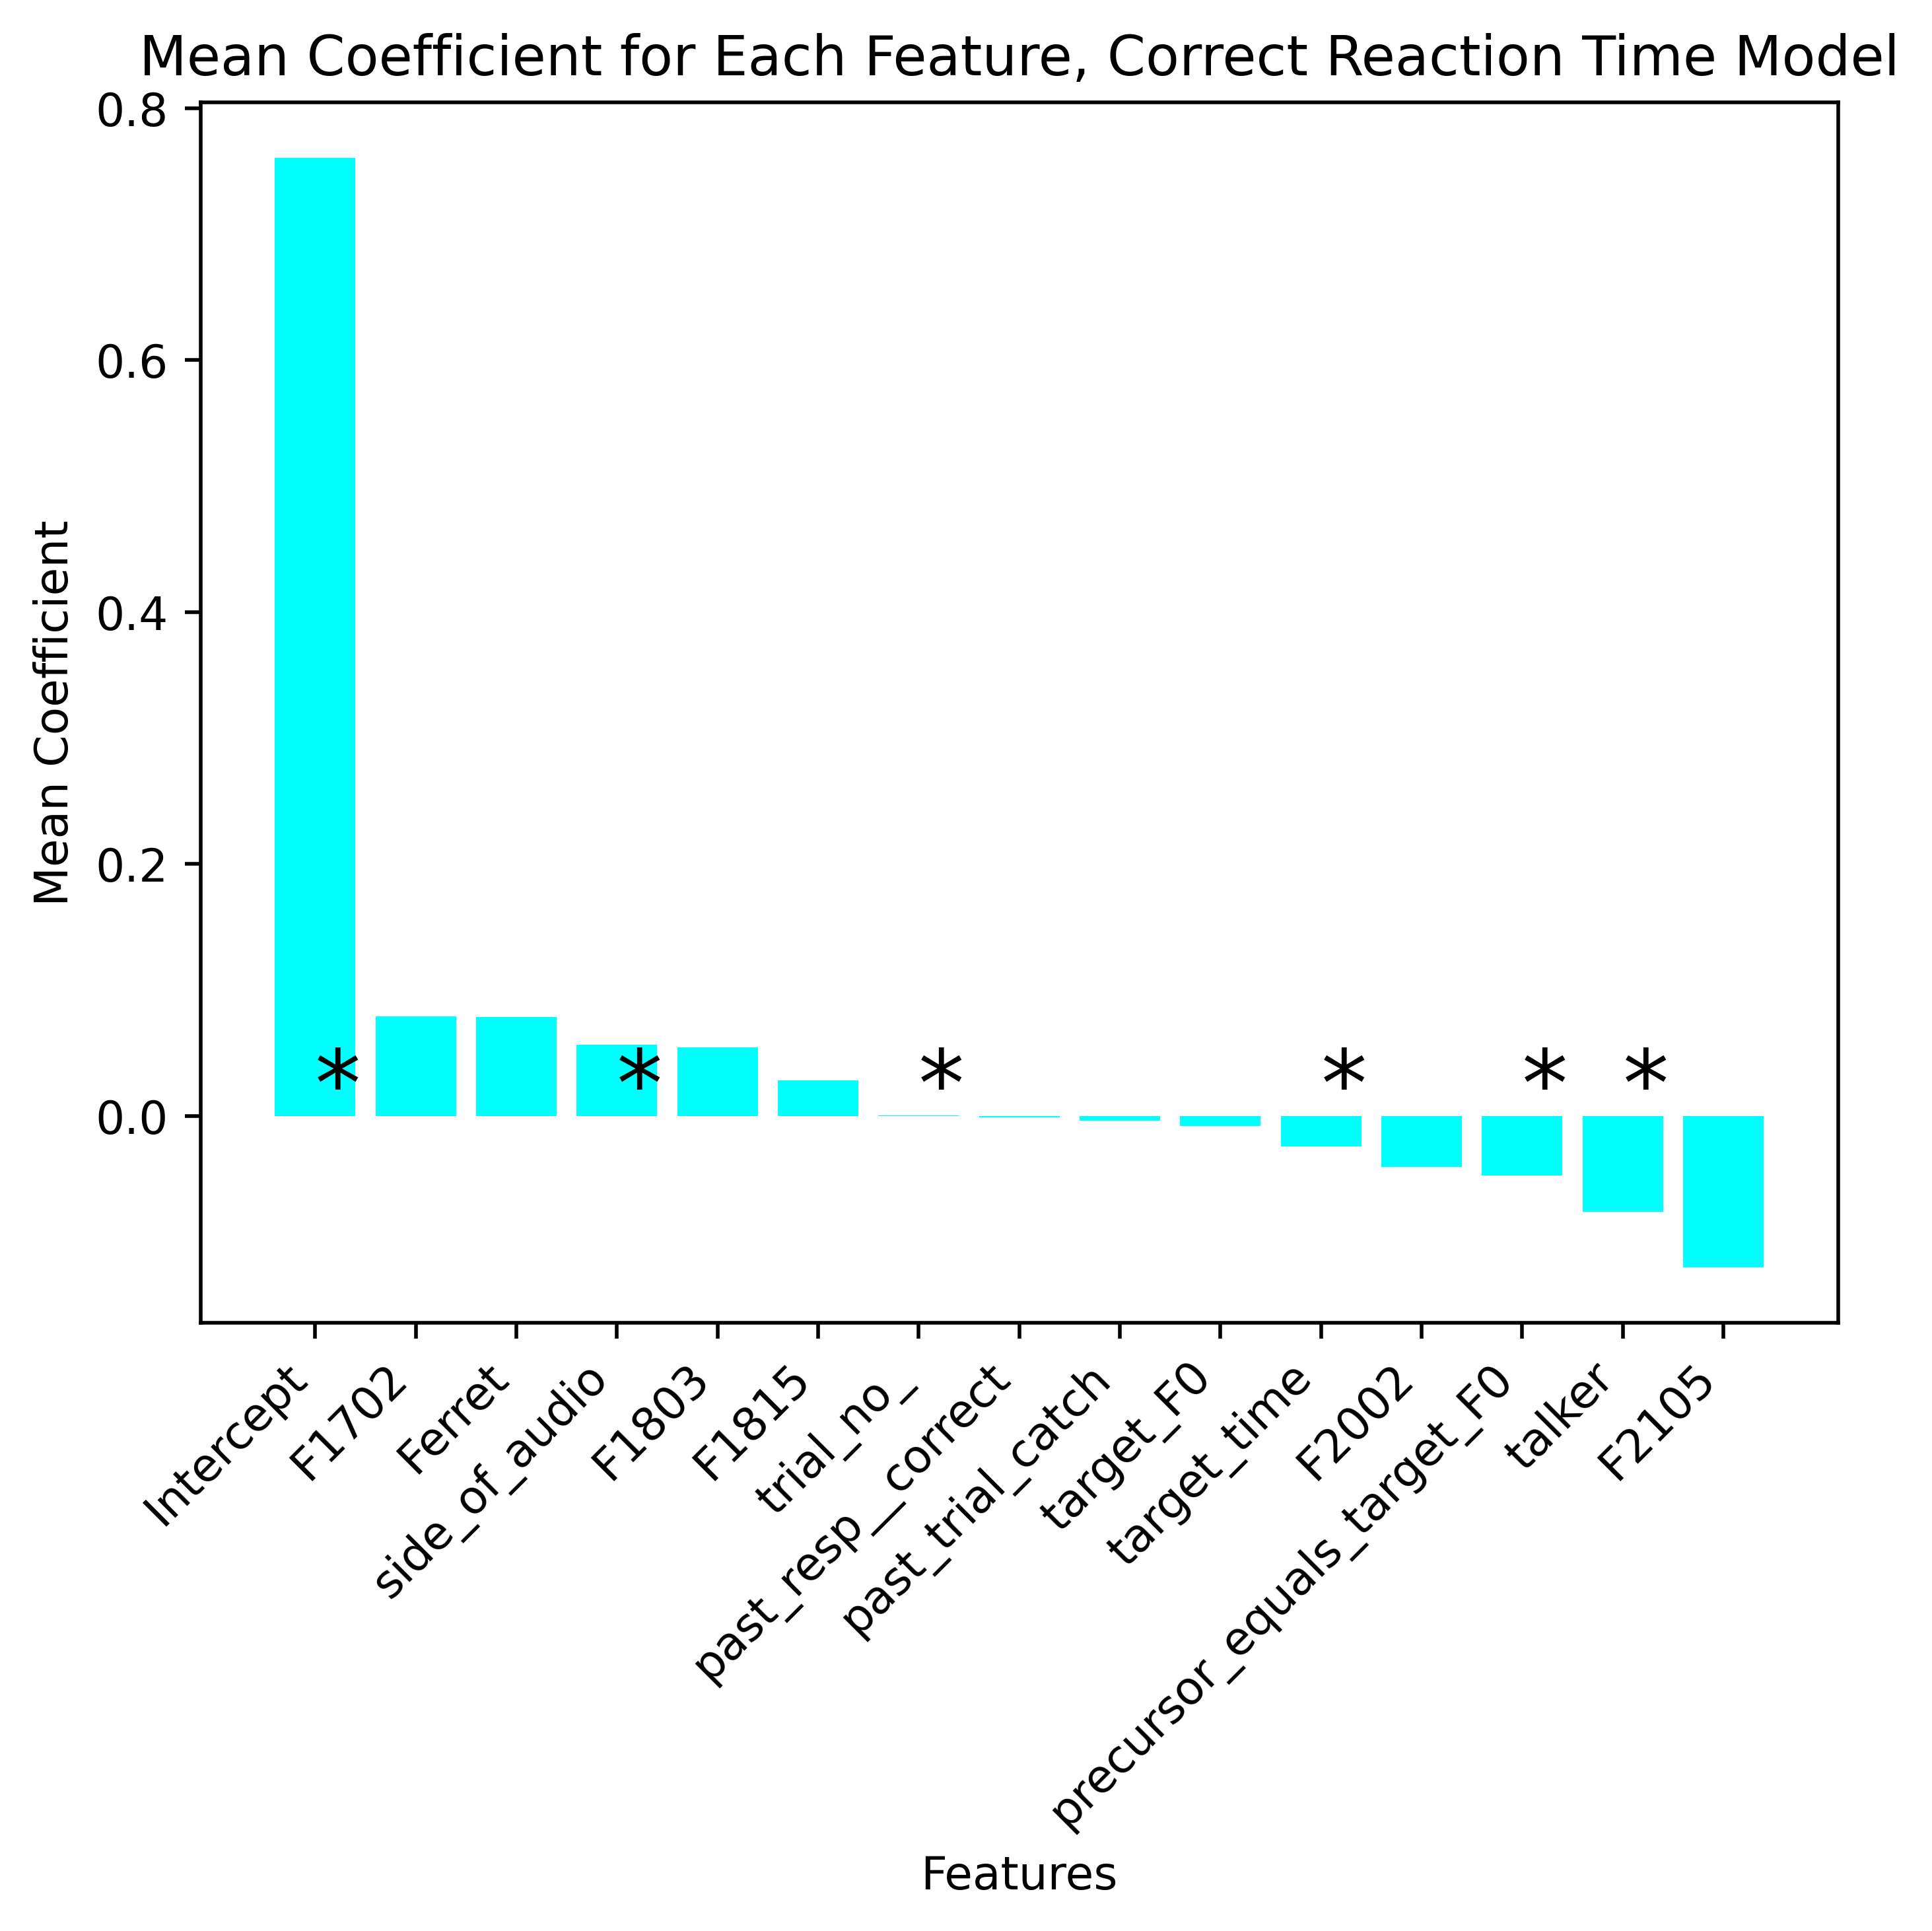 Mean Coefficient for Each Feature, Correct Reaction Time Model
0.8
0.6
0.4
0.2
0.0
Mean Coefficient
*
*
*
*
*
*
Intercept
F1702
Ferret
side_of_audio
F1803
F1815
trial_no_
past_resp_correct
past_trial_catch
target_F0
target_time
F2002
precursor_equals_target_F0
talker
F2105
Features